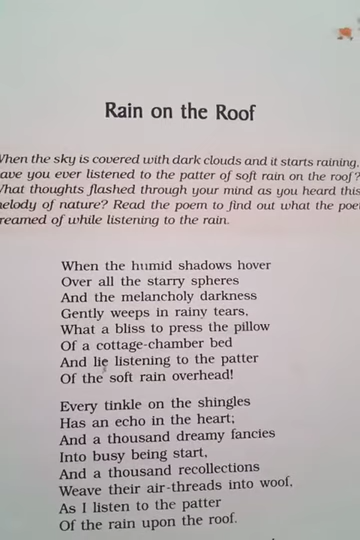 Rain on the Roof
When the sky is covered with dark clouds and it starts raining,
have you ever listened to the patter of soft rain on the roof?
What thoughts flashed through your mind as you heard this
melody of nature? Read the poem to find out what the poet
dreamed of while listening to the rain.
When the humid shadows hover
Over all the starry spheres
And the melancholy darkness
Gently weeps in rainy tears,
What a bliss to press the pillow
Of a cottage-chamber bed
And lie listening to the patter
Of the soft rain overhead!
Every tinkle on the shingles
Has an echo in the heart;
And a thousand dreamy fancies
Into busy being start,
And a thousand recollections
Weave their air-threads into woof,
As I listen to the patter
Of the rain upon the roof.